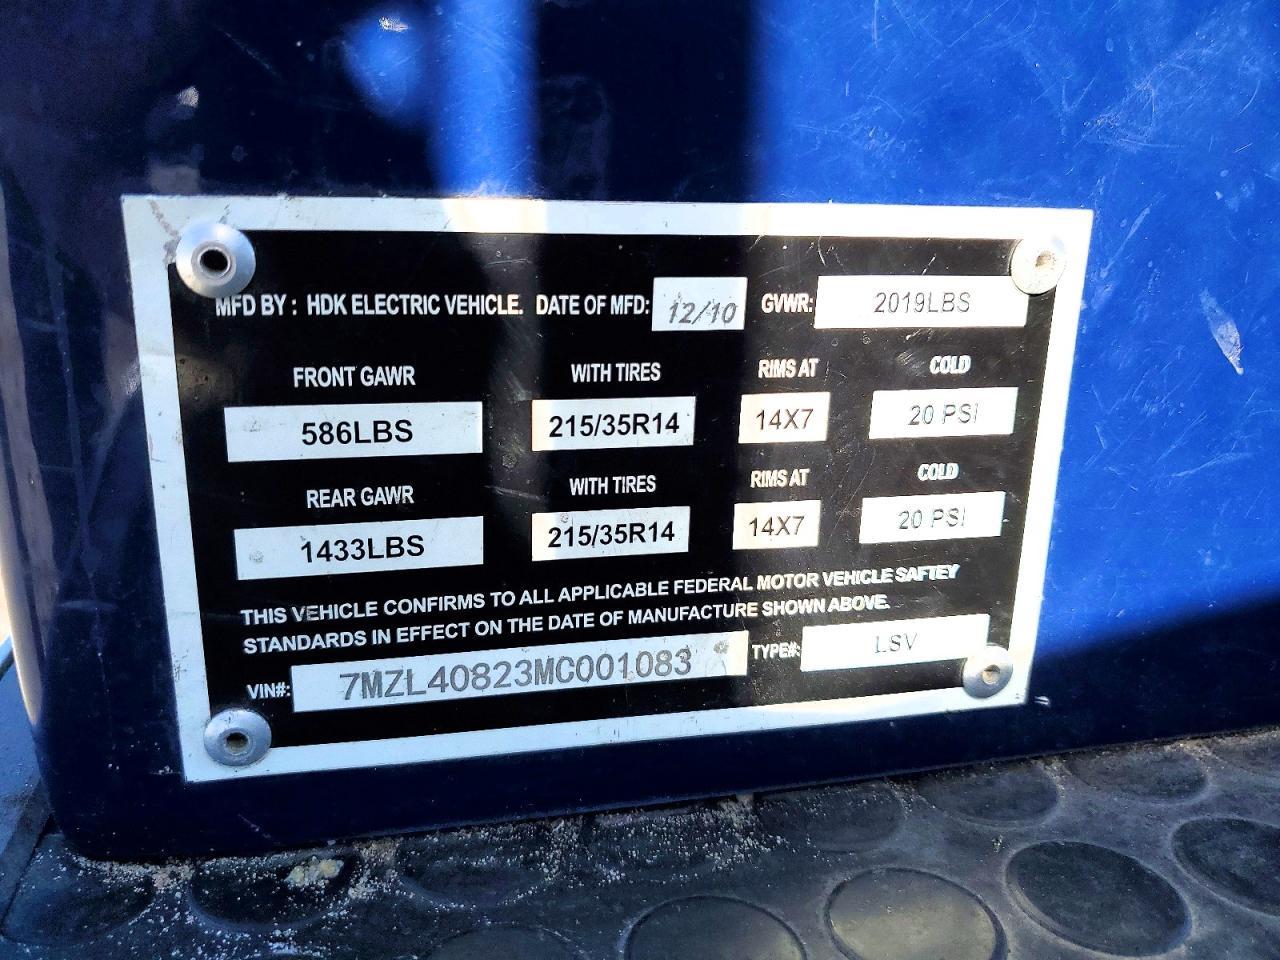 MFD BY : HDK ELECTRIC VEHICLE. DATE OF MFD: 12/10 GVWR: 2019LBS
FRONT GAWR WITH TIRES RIMS AT COLD
586LBS 215/35R14 14X7 20 PSI
REAR GAWR WITH TIRES RIMS AT COLD
1433LBS 215/35R14 14X7 20 PSI
THIS VEHICLE CONFIRMS TO ALL APPLICABLE FEDERAL MOTOR VEHICLE SAFTEY
STANDARDS IN EFFECT ON THE DATE OF MANUFACTURE SHOWN ABOVE.
VIN#: 7MZL40823MC001083 TYPE#: LSV